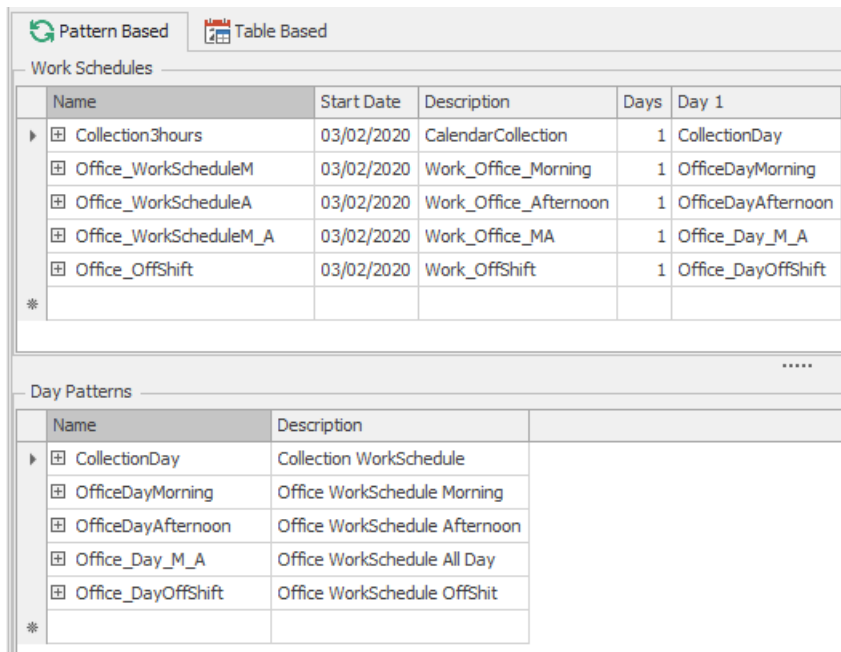 Pattern Based Table Based
Work Schedules
Name Start Date Description Days Day 1
Collection3hours 03/02/2020 CalendarCollection 1 CollectionDay
Office_WorkScheduleM 03/02/2020 Work_Office_Morning 1 OfficeDayMorning
Office_WorkScheduleA 03/02/2020 Work_Office_Afternoon 1 OfficeDayAfternoon
Office_WorkScheduleM_A 03/02/2020 Work_Office_MA 1 Office_Day_M_A
Office_OffShift 03/02/2020 Work_OffShift 1 Office_DayOffShift
Day Patterns
Name Description
CollectionDay Collection WorkSchedule
OfficeDayMorning Office WorkSchedule Morning
OfficeDayAfternoon Office WorkSchedule Afternoon
Office_Day_M_A Office WorkSchedule All Day
Office_DayOffShift Office WorkSchedule OffShit